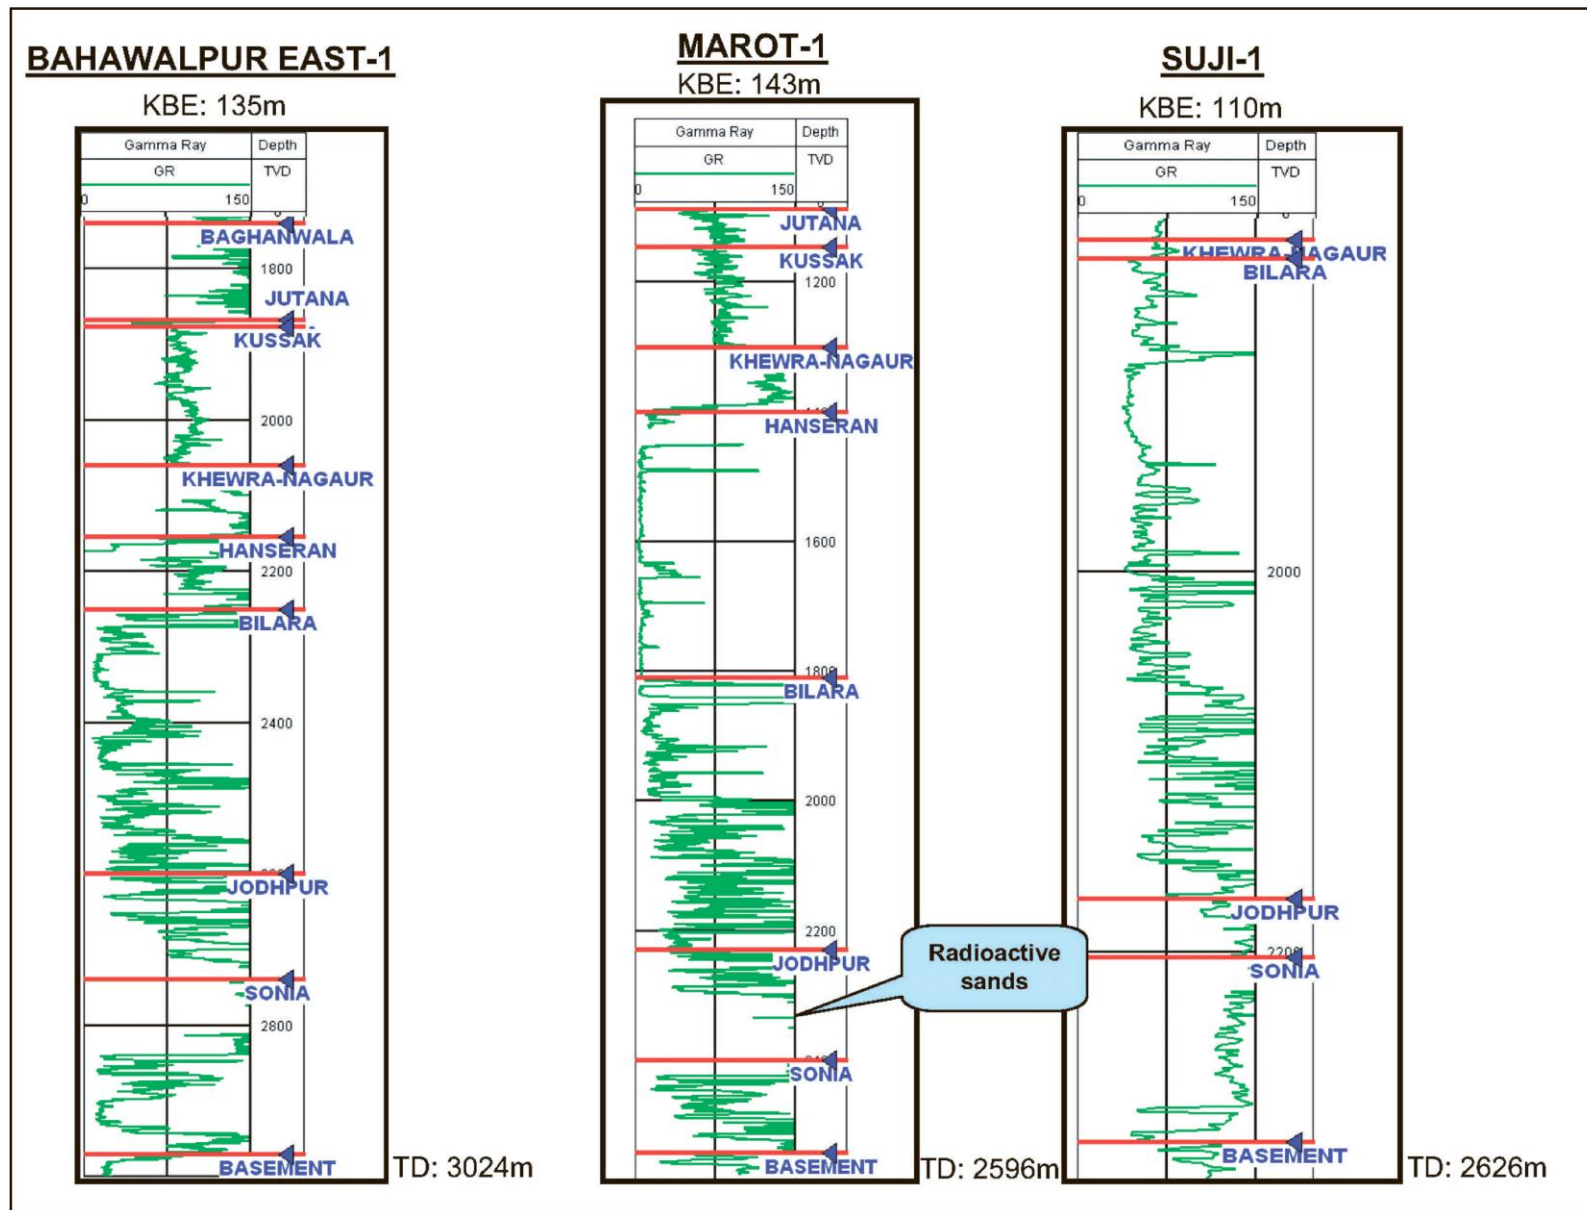 BAHAWALPUR EAST-1
KBE: 135m
Gamma Ray Depth
GR TVD
0 150
BAGHANWALA
1800
JUTANA
KUSSAK
2000
KHEWRA-NAGAUR
HANSERAN
2200
BILARA
2400
JODHPUR
SONIA
2800
BASEMENT
TD: 3024m
MAROT-1
KBE: 143m
Gamma Ray Depth
GR TVD
0 150
JUTANA
KUSSAK
1200
KHEWRA-NAGAUR
HANSERAN
1600
1800
BILARA
2000
2200
JODHPUR
Radioactive
sands
SONIA
BASEMENT
TD: 2596m
SUJI-1
KBE: 110m
Gamma Ray Depth
GR TVD
0 150
KHEWRA-NAGAUR
BILARA
2000
JODHPUR
2200
SONIA
BASEMENT
TD: 2626m